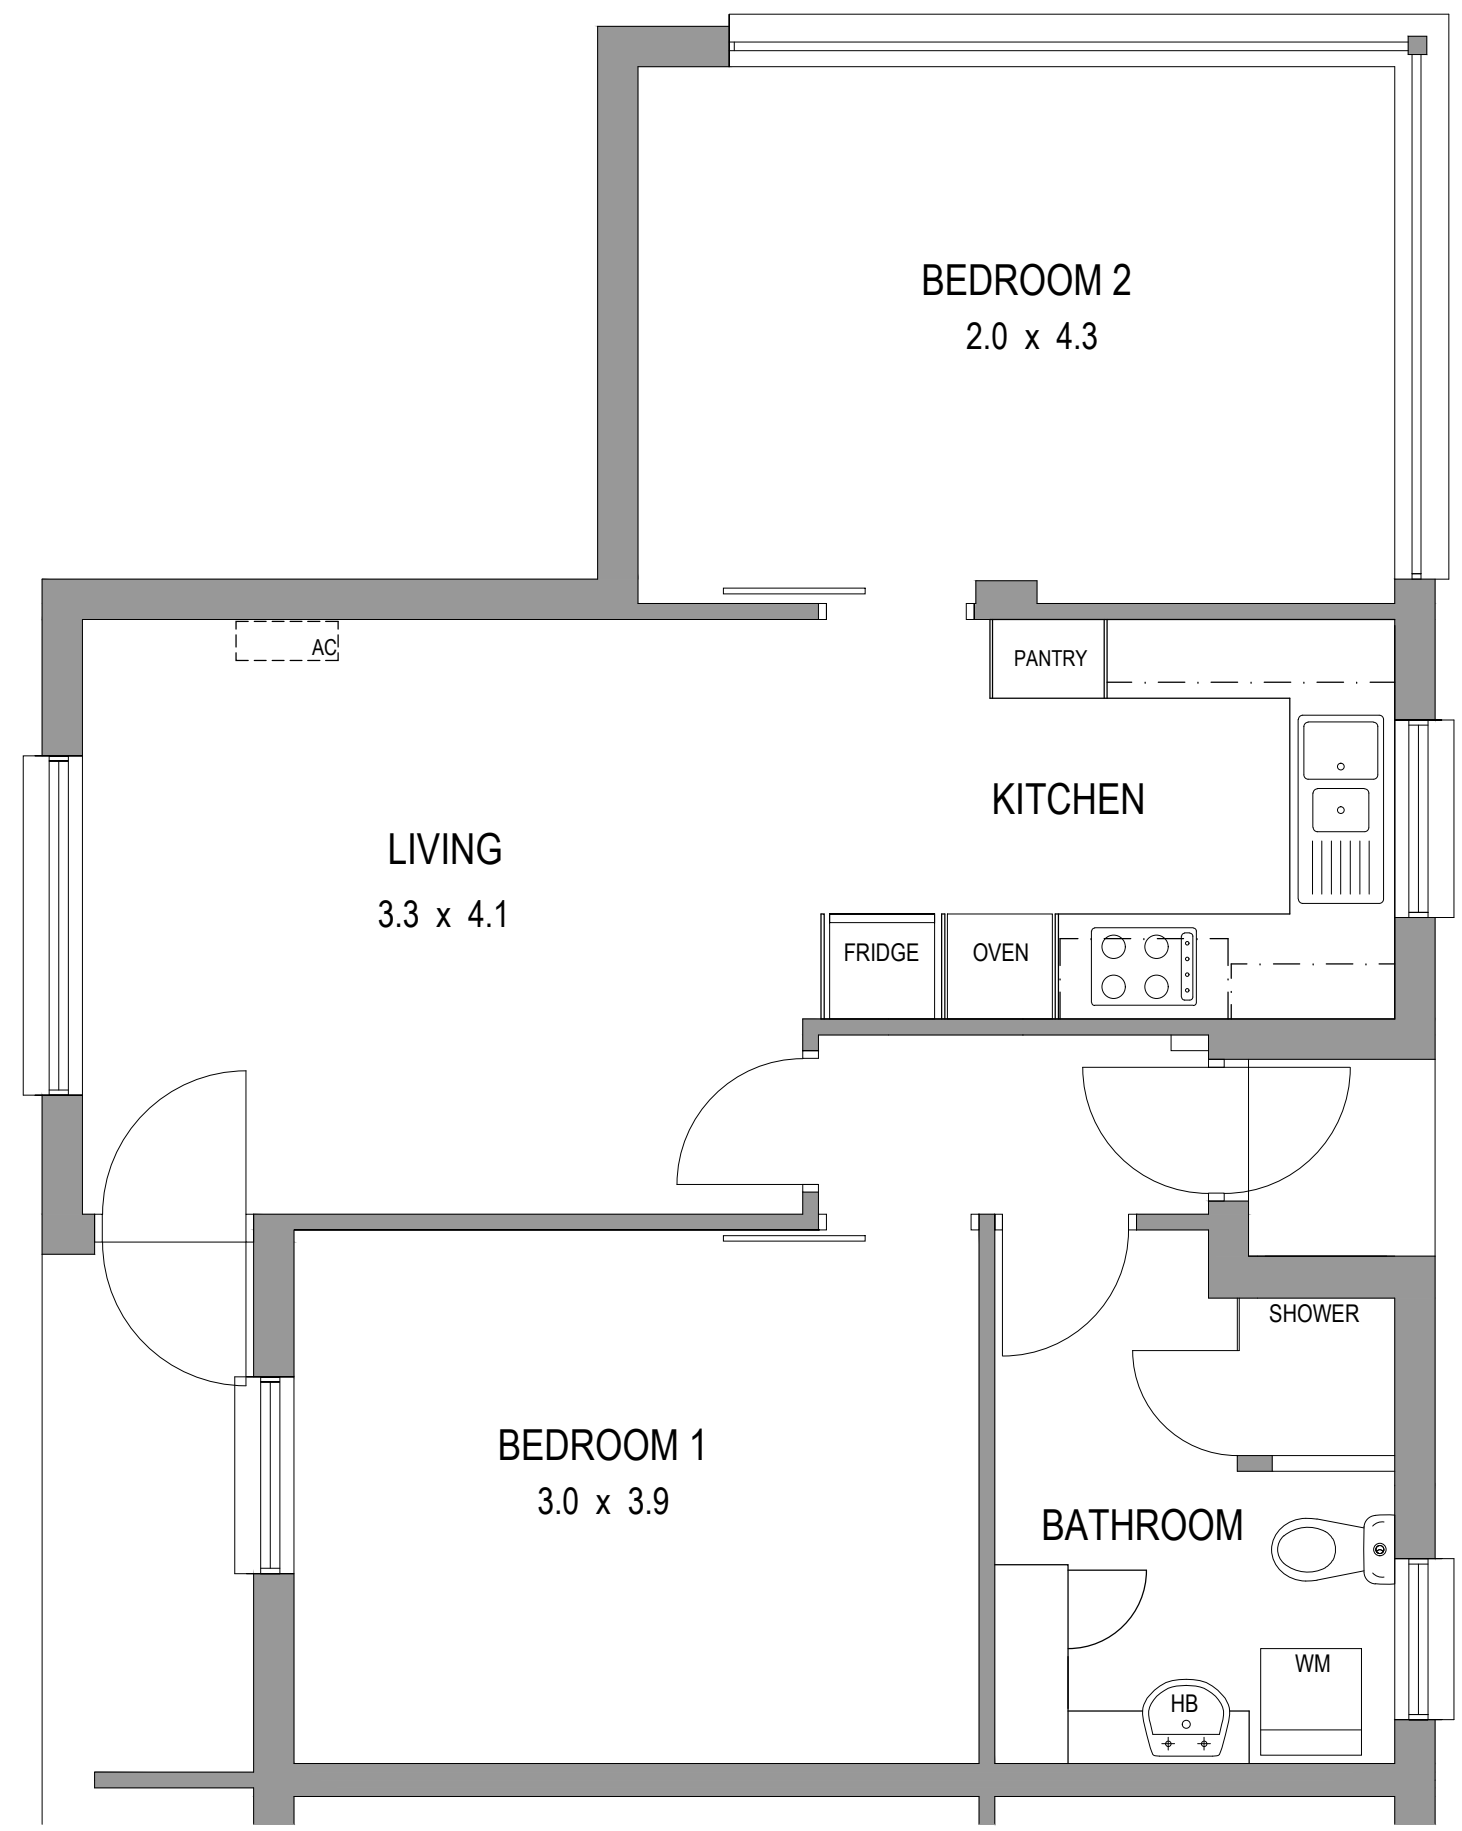 BEDROOM 2
2.0 x 4.3
AC
PANTRY
KITCHEN
LIVING
3.3 x 4.1
FRIDGE
OVEN
SHOWER
BEDROOM 1
3.0 x 3.9
BATHROOM
WM
HB